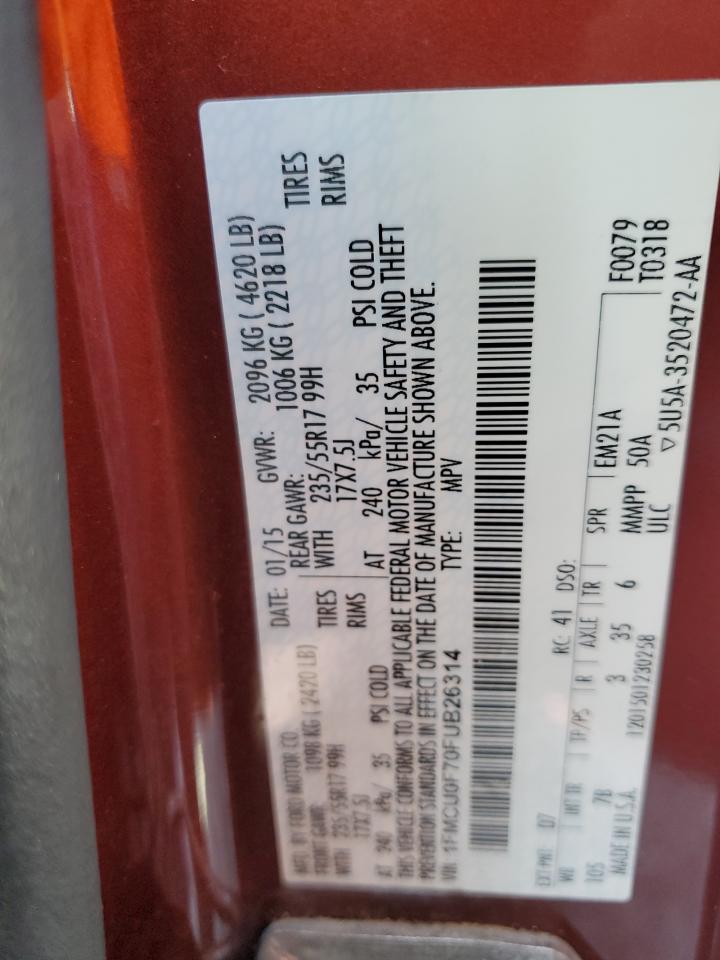 MFD. BY FORD MOTOR CO.
DATE: 01/15 GVWR: 2096 KG ( 4620 LB)
FRONT GAWR: 1098 KG ( 2420 LB) REAR GAWR: 1006 KG ( 2218 LB)
WITH 235/55R17 99H TIRES WITH 235/55R17 99H TIRES
17X7.5J RIMS 17X7.5J RIMS
AT 240 kPa/ 35 PSI COLD AT 240 kPa/ 35 PSI COLD
THIS VEHICLE CONFORMS TO ALL APPLICABLE FEDERAL MOTOR VEHICLE SAFETY AND THEFT
PREVENTION STANDARDS IN EFFECT ON THE DATE OF MANUFACTURE SHOWN ABOVE.
VIN: 1FMCU0F70FUB26314 TYPE: MPV
EXT PNT: D7 RC: 41 DSO:
WB INT TR TP/PS R AXLE TR SPR EM21A F0079
105 7B 3 35 6 MMPP 50A T0318
MADE IN U.S.A. 1201501230258 ULC ▽5U5A-3520472-AA